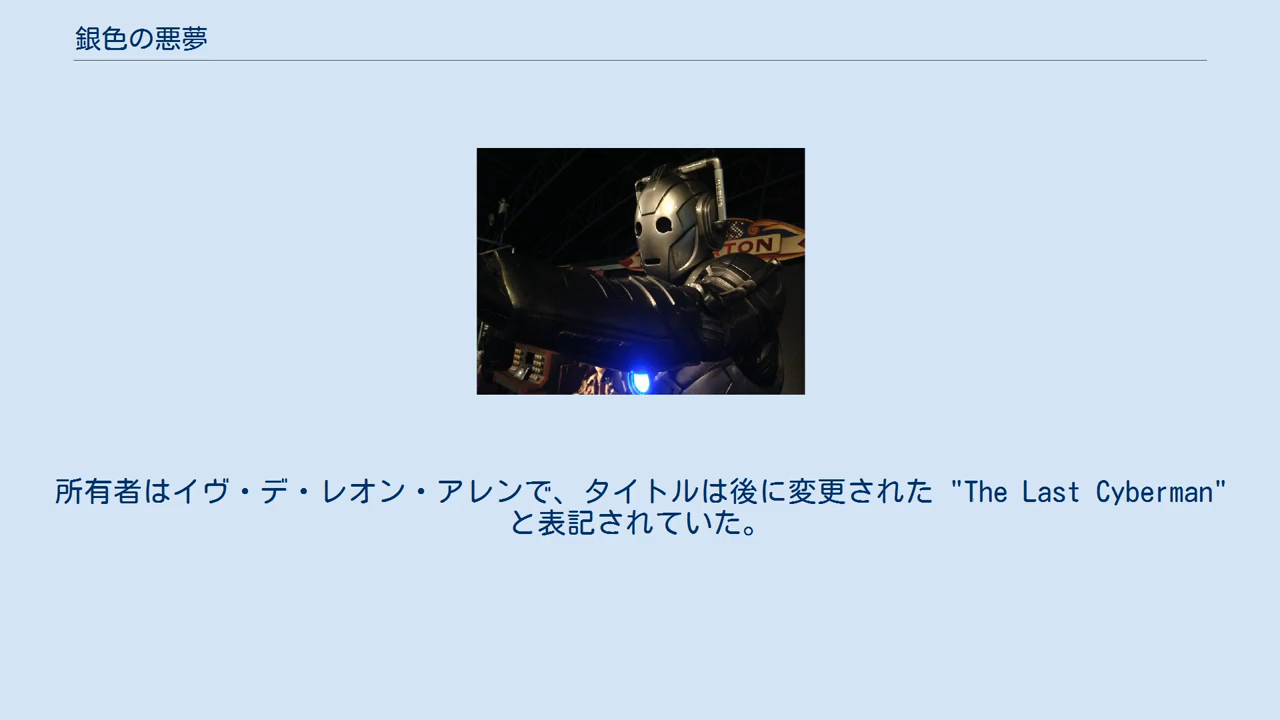 銀色の悪夢
TON
所有者はイヴ・デ・レオン・アレンで、タイトルは後に変更された "The Last Cyberman"
と表記されていた。